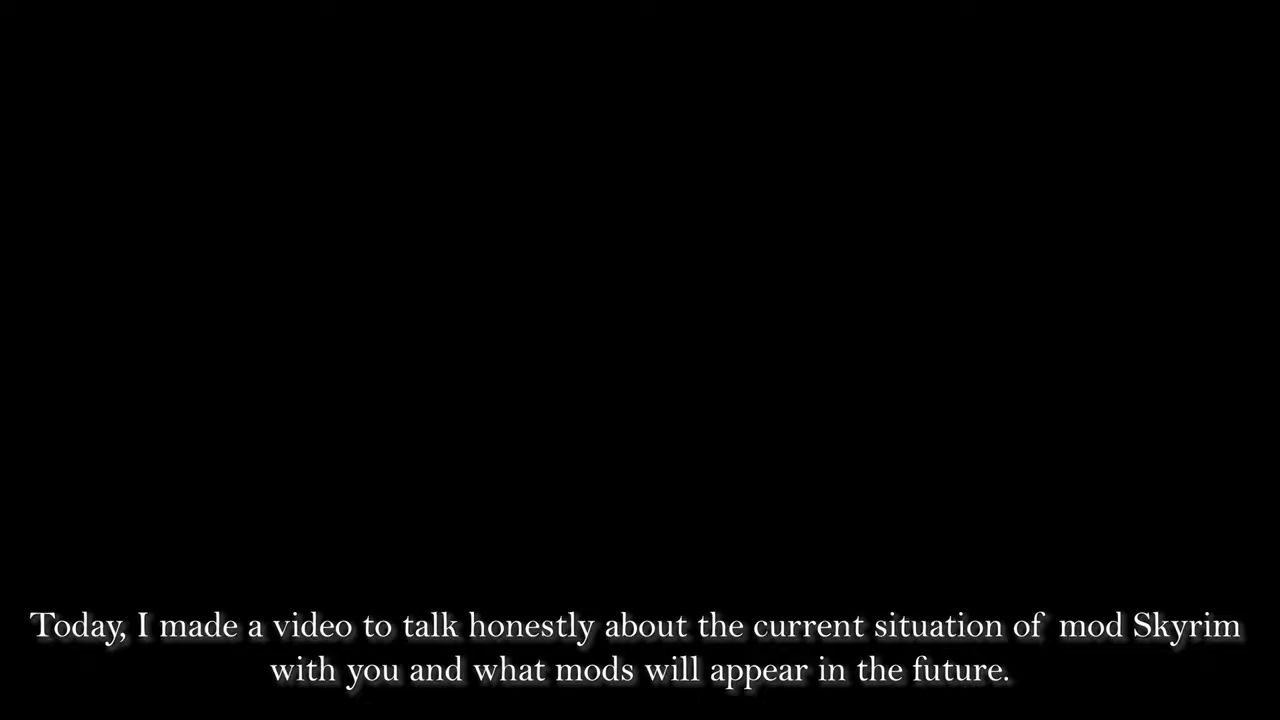 Today, I made a video to talk honestly about the current situation of mod Skyrim
with you and what mods will appear in the future.